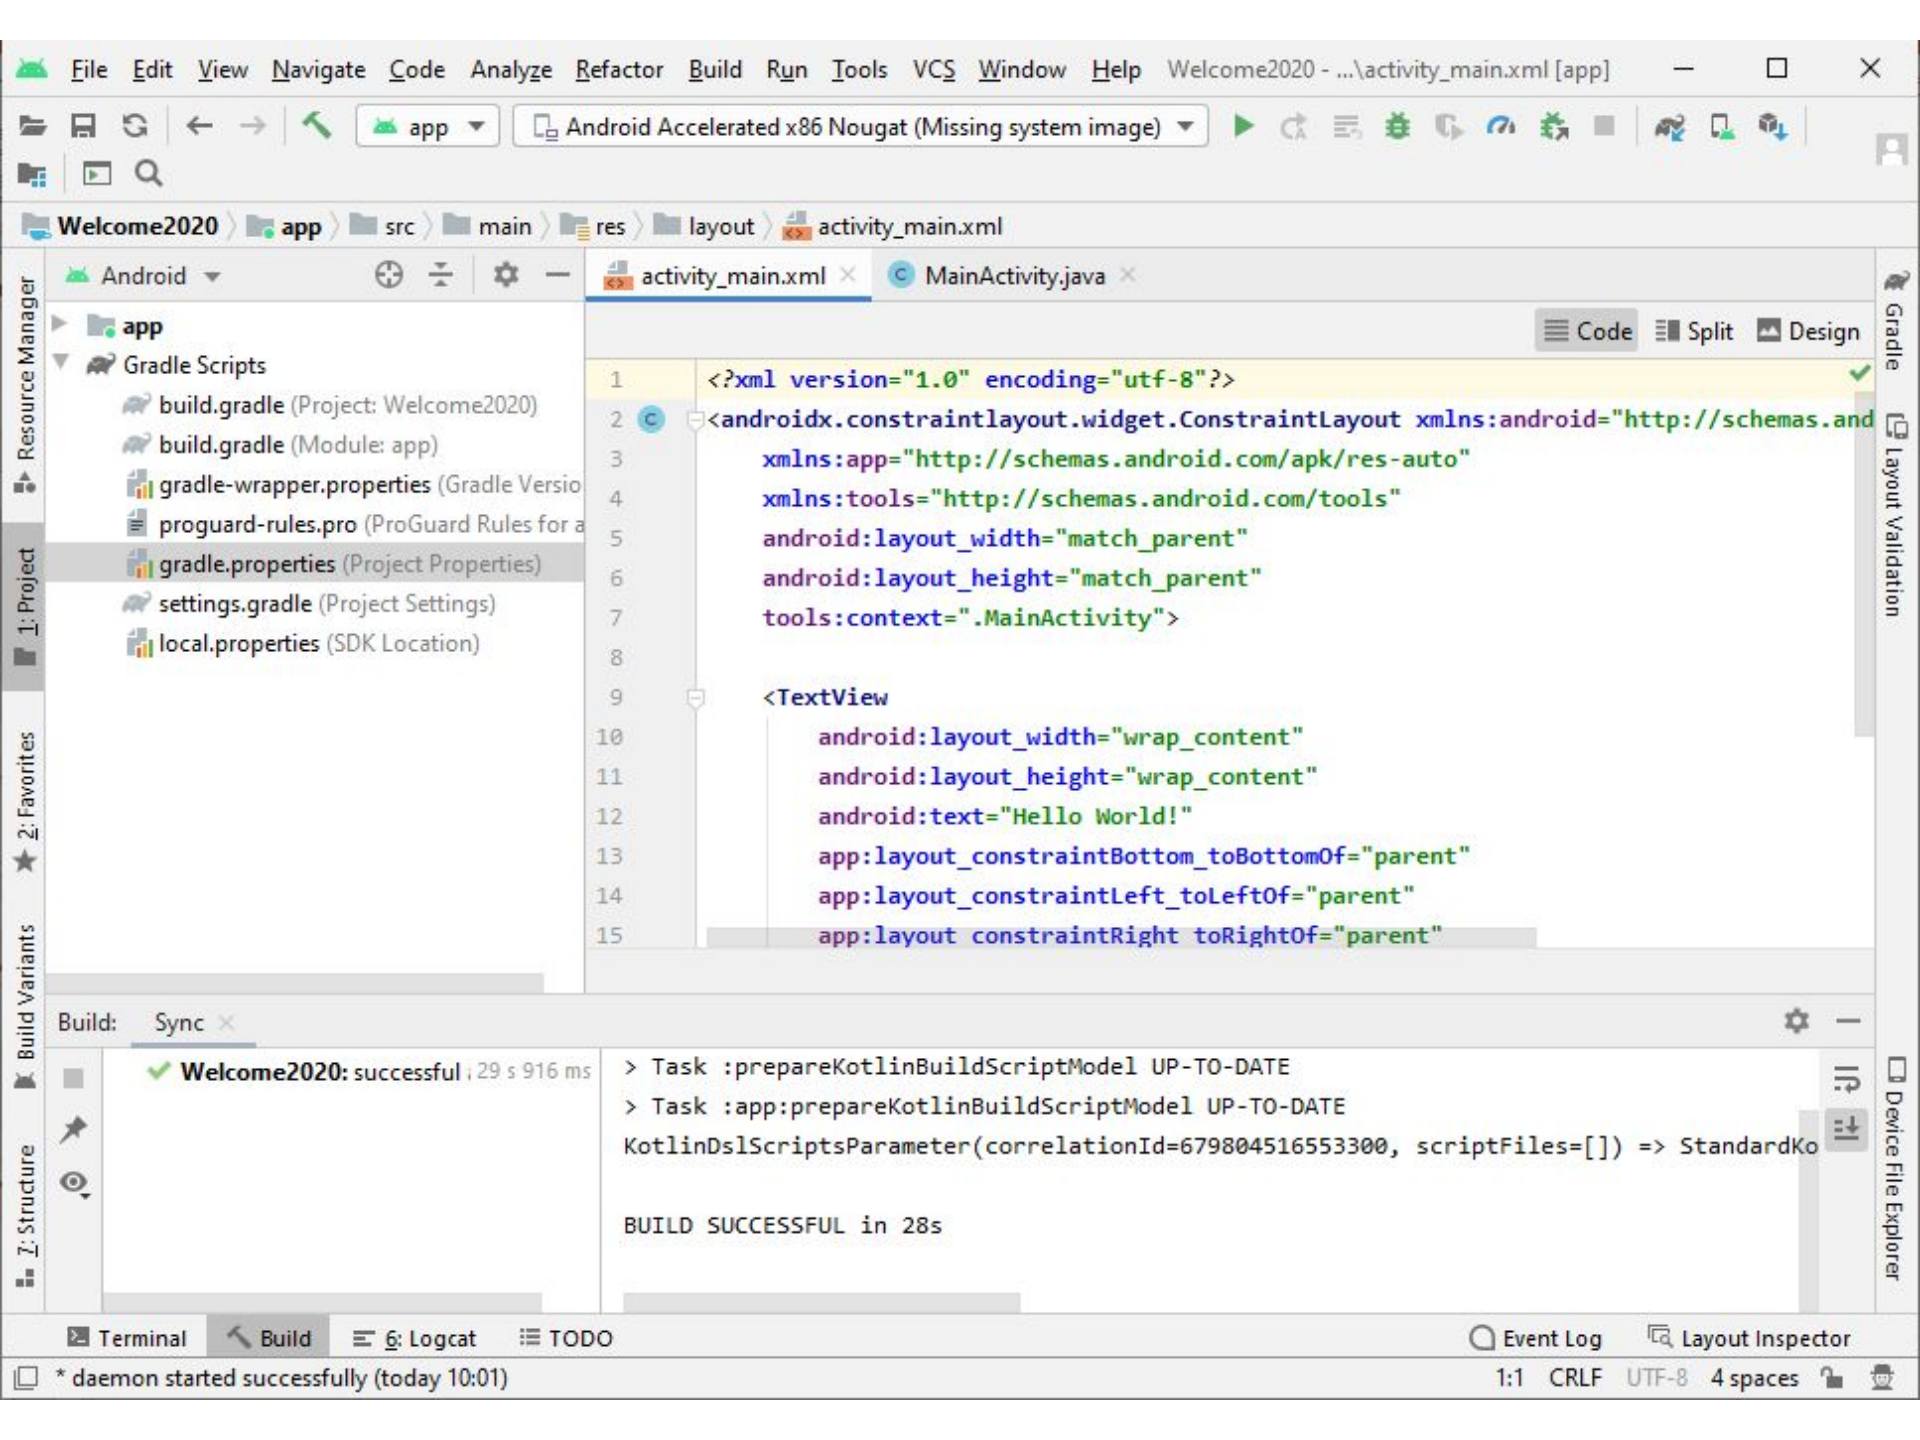 File Edit View Navigate Code Analyze Refactor Build Run Tools VCS Window Help Welcome2020 - ...\activity_main.xml [app]
app Android Accelerated x86 Nougat (Missing system image)
Welcome2020 app src main res layout activity_main.xml
Android
activity_main.xml MainActivity.java
Code Split Design
Resource Manager
1: Project
2: Favorites
Build Variants
7: Structure
app
Gradle Scripts
build.gradle (Project: Welcome2020)
build.gradle (Module: app)
gradle-wrapper.properties (Gradle Versio
proguard-rules.pro (ProGuard Rules for a
gradle.properties (Project Properties)
settings.gradle (Project Settings)
local.properties (SDK Location)
1 <?xml version="1.0" encoding="utf-8"?>
2 C <androidx.constraintlayout.widget.ConstraintLayout xmlns:android="http://schemas.and
3 xmlns:app="http://schemas.android.com/apk/res-auto"
4 xmlns:tools="http://schemas.android.com/tools"
5 android:layout_width="match_parent"
6 android:layout_height="match_parent"
7 tools:context=".MainActivity">
8
9 <TextView
10 android:layout_width="wrap_content"
11 android:layout_height="wrap_content"
12 android:text="Hello World!"
13 app:layout_constraintBottom_toBottomOf="parent"
14 app:layout_constraintLeft_toLeftOf="parent"
15 app:layout_constraintRight_toRightOf="parent"
Gradle
Layout Validation
Device File Explorer
Build: Sync
Welcome2020: successful 29 s 916 ms
> Task :prepareKotlinBuildScriptModel UP-TO-DATE
> Task :app:prepareKotlinBuildScriptModel UP-TO-DATE
KotlinDslScriptsParameter(correlationId=679804516553300, scriptFiles=[]) => StandardKo
BUILD SUCCESSFUL in 28s
Terminal Build 6: Logcat TODO Event Log Layout Inspector
* daemon started successfully (today 10:01) 1:1 CRLF UTF-8 4 spaces